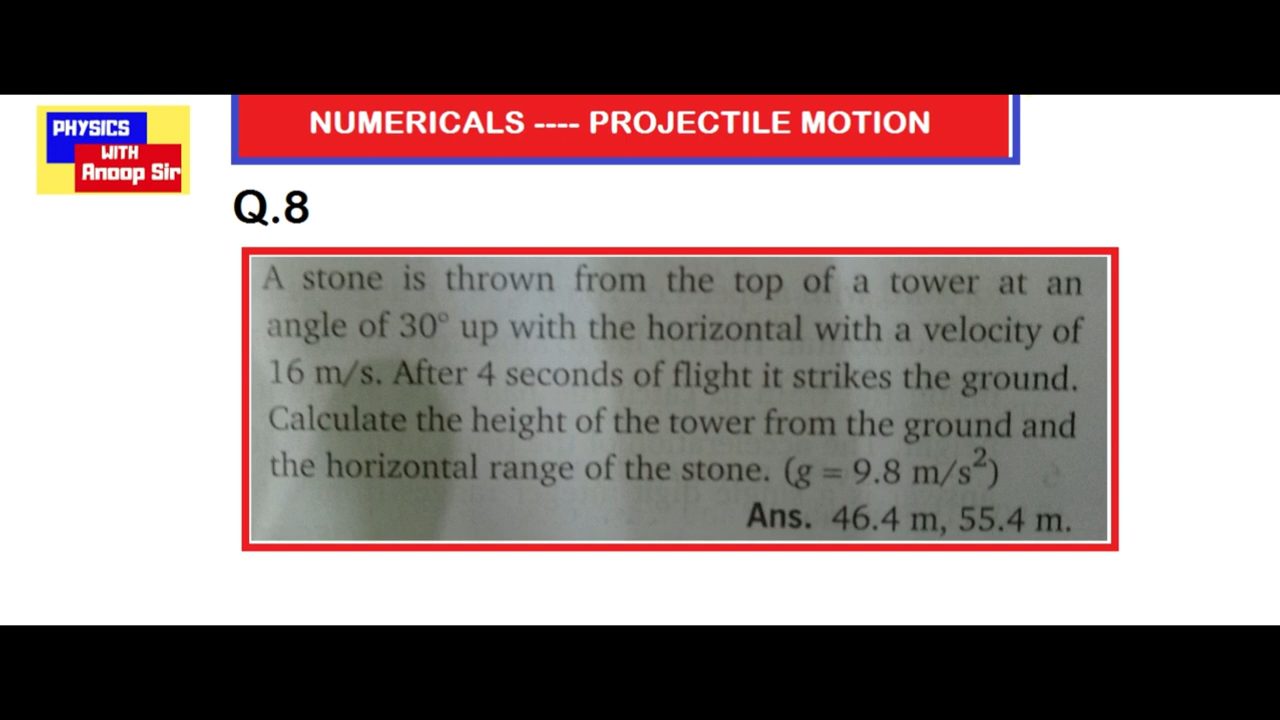 PHYSICS
WITH
Anoop Sir
NUMERICALS ---- PROJECTILE MOTION
Q.8
A stone is thrown from the top of a tower at an
angle of 30° up with the horizontal with a velocity of
16 m/s. After 4 seconds of flight it strikes the ground.
Calculate the height of the tower from the ground and
the horizontal range of the stone. (g = 9.8 m/s²)
Ans. 46.4 m, 55.4 m.